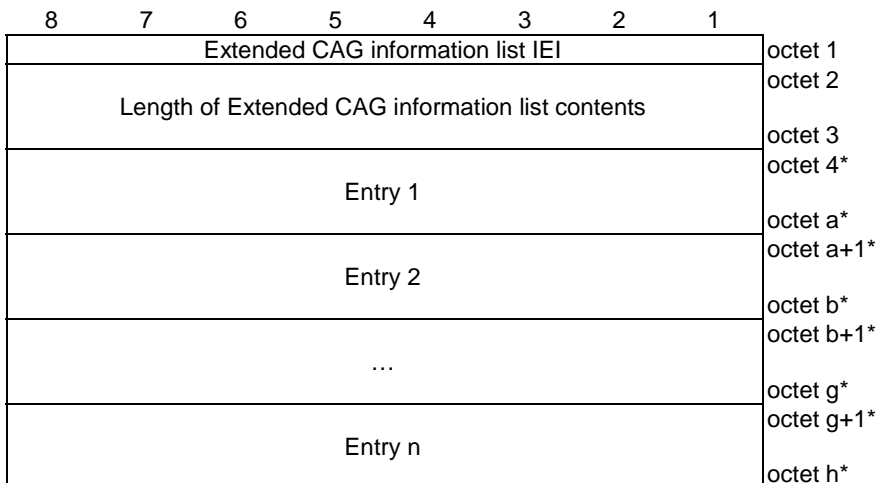 8 7 6 5 4 3 2 1
Extended CAG information list IEI octet 1
octet 2
Length of Extended CAG information list contents
octet 3
octet 4*
Entry 1
octet a*
octet a+1*
Entry 2
octet b*
octet b+1*
…
octet g*
octet g+1*
Entry n
octet h*